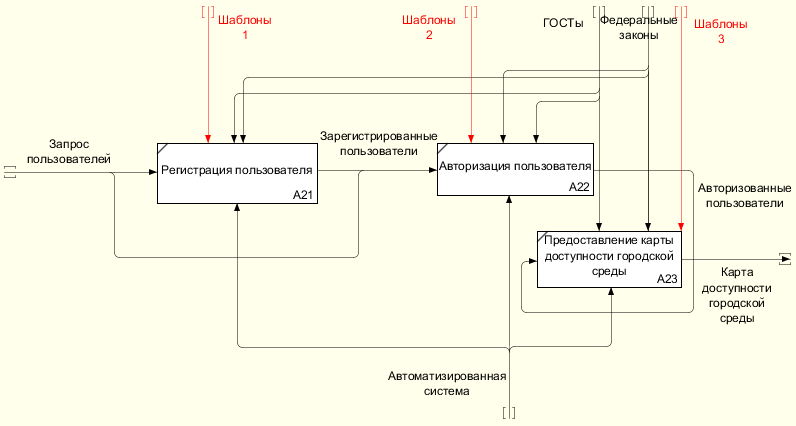 Шаблоны
1
Шаблоны
2
ГОСТы
Федеральные
законы
Шаблоны
3
Запрос
пользователей
Регистрация пользователя
A21
Зарегистрированные
пользователи
Авторизация пользователя
A22
Авторизованные
пользователи
Предоставление карты
доступности городской
среды
A23
Карта
доступности
городской
среды
Автоматизированная
система